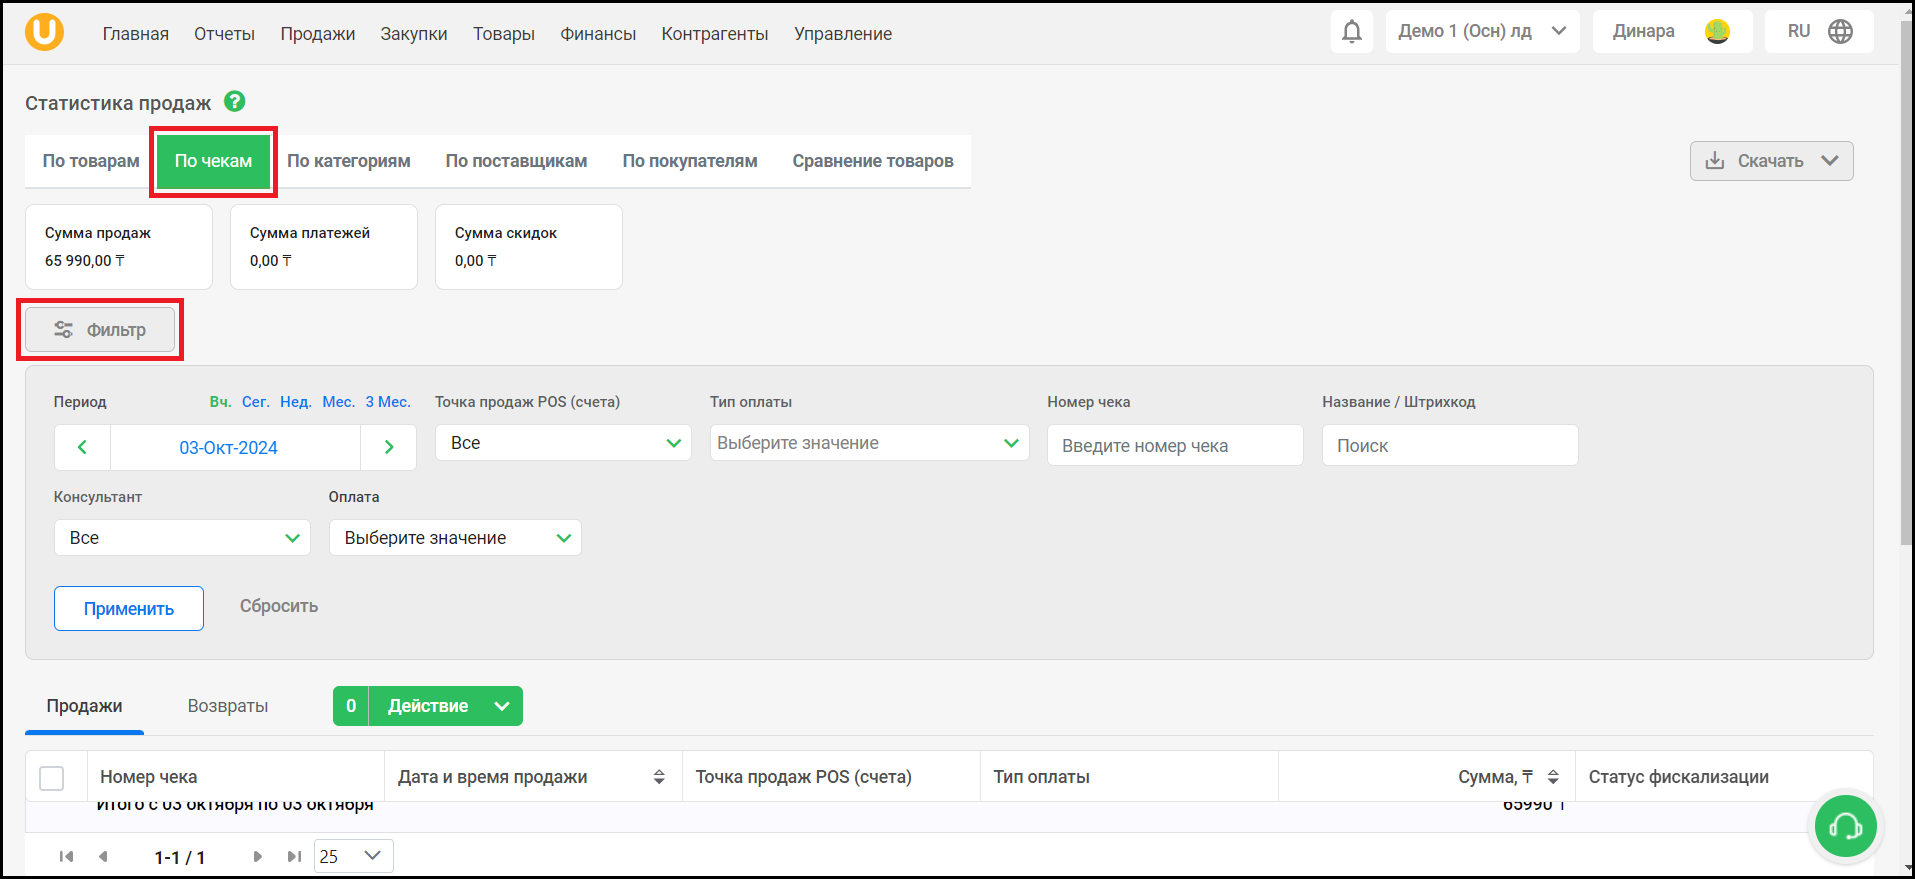 U Главная Отчеты Продажи Закупки Товары Финансы Контрагенты Управление Демо 1 (Осн) лд Динара RU
Статистика продаж ?
По товарам По чекам По категориям По поставщикам По покупателям Сравнение товаров Скачать
Сумма продаж Сумма платежей Сумма скидок
65 990,00 ₸ 0,00 ₸ 0,00 ₸
Фильтр
Период Вч. Сег. Нед. Мес. 3 Мес. Точка продаж POS (счета) Тип оплаты Номер чека Название / Штрихкод
03-Окт-2024 Все Выберите значение Введите номер чека Поиск
Консультант Оплата
Все Выберите значение
Применить Сбросить
Продажи Возвраты 0 Действие
Номер чека Дата и время продажи Точка продаж POS (счета) Тип оплаты Сумма, ₸ Статус фискализации
Итого с 03 октября по 03 октября 65990 ₸
1-1 / 1 25